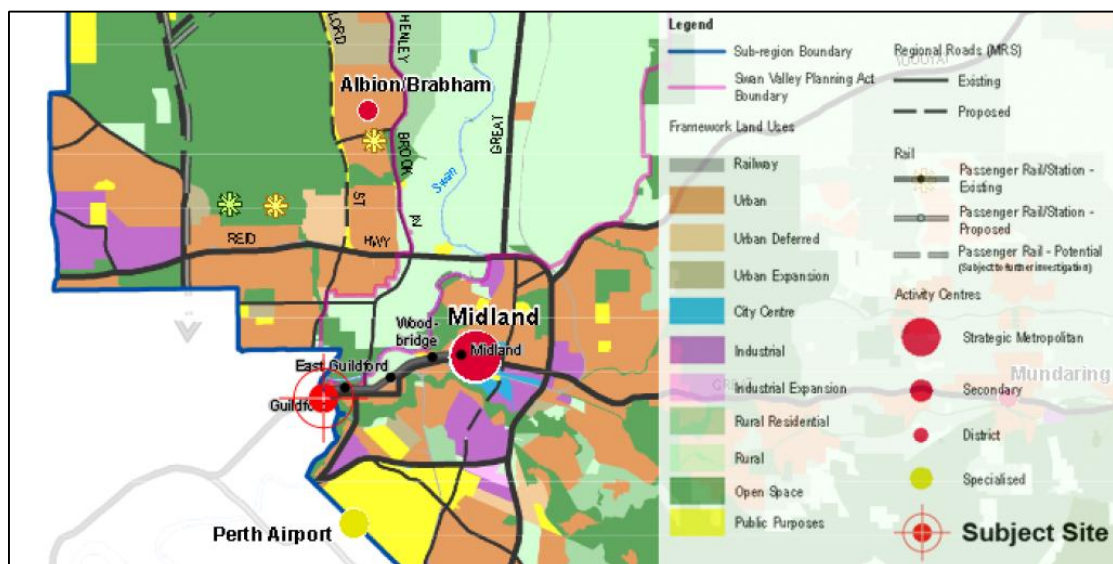 LORD
HENLEY
Albion/Brabham
BROOK
GREAT
Swan
ST
REID
HWY
Wood-
bridge
Midland
Midland
East Guildford
Guildford
Perth Airport
Legend
Sub-region Boundary
Swan Valley Planning Act
Boundary
Framework Land Uses
Railway
Urban
Urban Deferred
Urban Expansion
City Centre
Industrial
Industrial Expansion
Rural Residential
Rural
Open Space
Public Purposes
Regional Roads (MRS)
TOODYAY
Existing
Proposed
Rail
Passenger Rail/Station -
Existing
Passenger Rail/Station -
Proposed
Passenger Rail - Potential
(Subject to further investigation)
Activity Centres
Strategic Metropolitan
GREAT
Mundaring
Secondary
District
Specialised
Subject Site